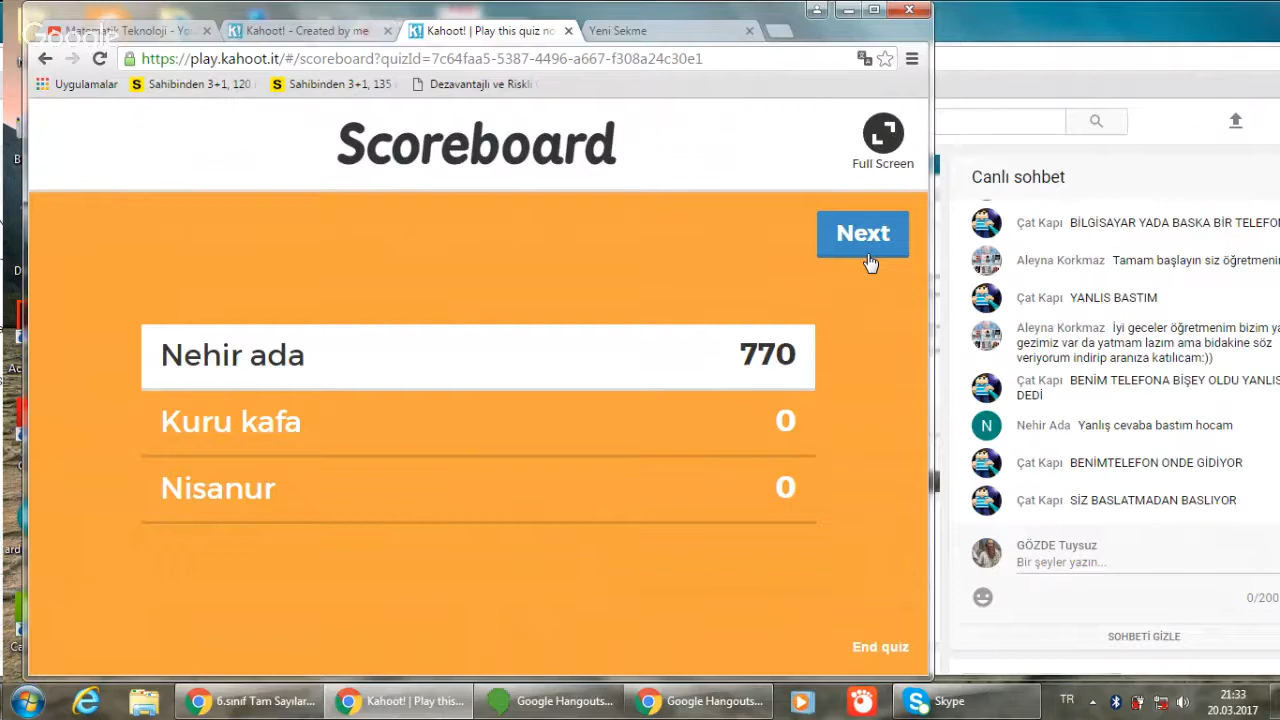 Google
Matematik Teknoloji - Yo
Kahoot! - Created by me
Kahoot! | Play this quiz no
Yeni Sekme
https://play.kahoot.it/#/scoreboard?quizId=7c64faa5-5387-4496-a667-f308a24c30e1
Uygulamalar
Sahibinden 3+1, 120
Sahibinden 3+1, 135
Dezavantajlı ve Riskli
Scoreboard
Full Screen
Next
Nehir ada 770
Kuru kafa 0
Nisanur 0
End quiz
Canlı sohbet
Çat Kapı BİLGİSAYAR YADA BASKA BİR TELEFO
Aleyna Korkmaz Tamam başlayın siz öğretmeni
Çat Kapı YANLIS BASTIM
Aleyna Korkmaz İyi geceler öğretmenim bizim ya
gezimiz var da yatmam lazım ama bidakine söz
veriyorum indirip aranıza katılıcam:))
Çat Kapı BENİM TELEFONA BİŞEY OLDU YANLIS
DEDİ
N
Nehir Ada Yanlış cevaba bastım hocam
Çat Kapı BENİMTELEFON ONDE GİDİYOR
Çat Kapı SİZ BASLATMADAN BASLIYOR
GÖZDE Tuysuz
Bir şeyler yazın...
0/200
SOHBETİ GİZLE
6.sınıf Tam Sayılar...
Kahoot! | Play this...
Google Hangouts...
Google Hangouts...
Skype
TR
21:33
20.03.2017